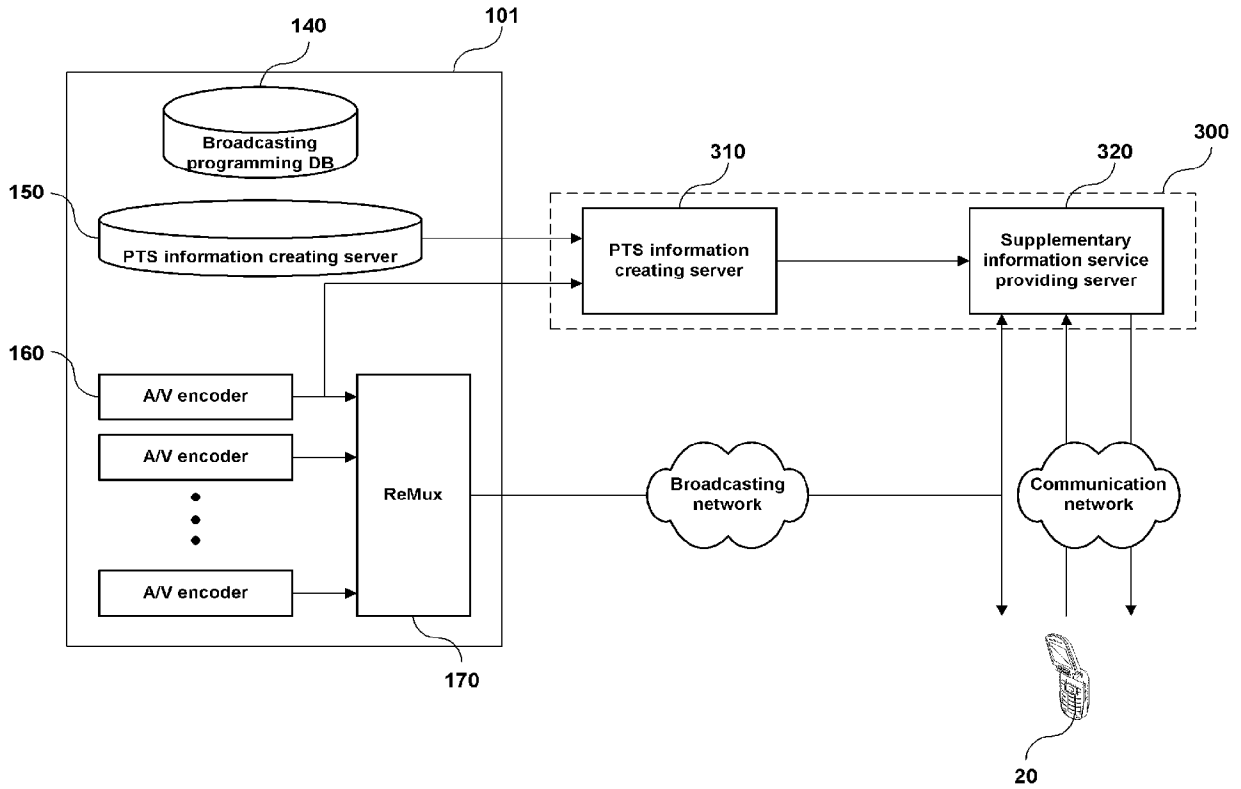 101
140
Broadcasting
programming DB
150
PTS information creating server
310
PTS information
creating server
320
300
Supplementary
information service
providing server
160
A/V encoder
A/V encoder
A/V encoder
ReMux
170
Broadcasting
network
Communication
network
20